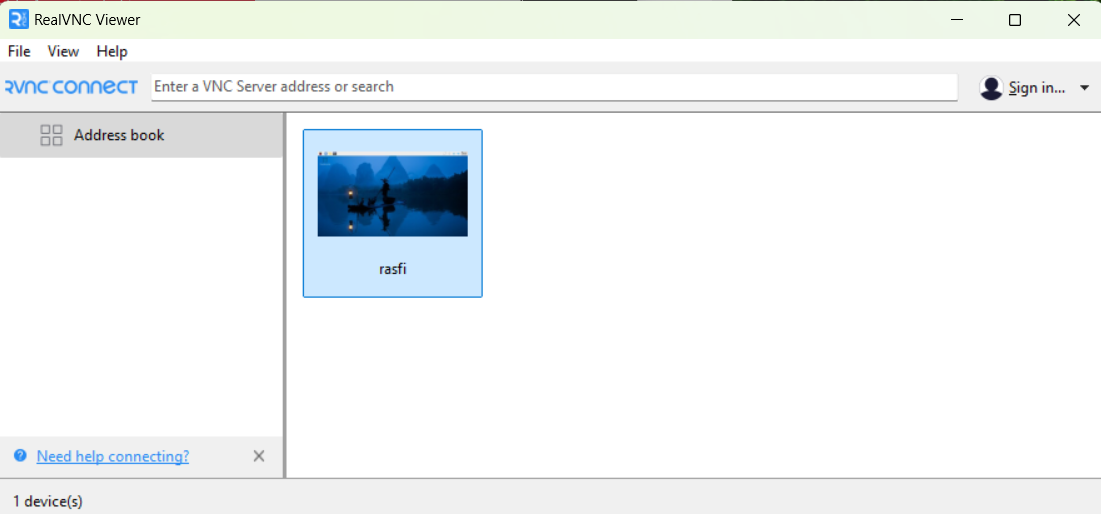 RealVNC Viewer
File View Help
RVNC CONNECT Enter a VNC Server address or search Sign in...
Address book
rasfi
? Need help connecting?
1 device(s)